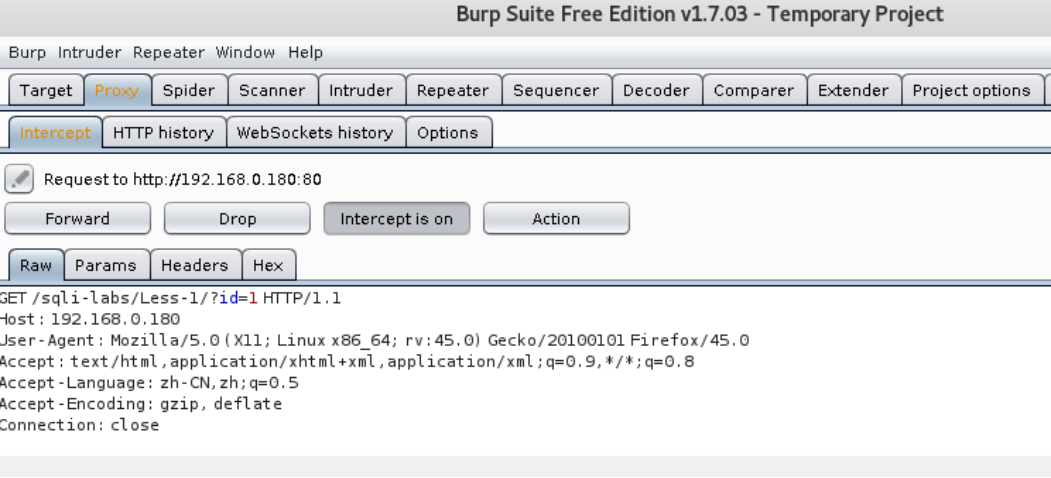 Burp Suite Free Edition v1.7.03 - Temporary Project
Burp Intruder Repeater Window Help
Target Proxy Spider Scanner Intruder Repeater Sequencer Decoder Comparer Extender Project options
Intercept HTTP history WebSockets history Options
Request to http://192.168.0.180:80
Forward Drop Intercept is on Action
Raw Params Headers Hex
GET /sqli-labs/Less-1/?id=1 HTTP/1.1
Host: 192.168.0.180
User-Agent: Mozilla/5.0 (X11; Linux x86_64; rv:45.0) Gecko/20100101 Firefox/45.0
Accept: text/html,application/xhtml+xml,application/xml;q=0.9,*/*;q=0.8
Accept-Language: zh-CN,zh;q=0.5
Accept-Encoding: gzip, deflate
Connection: close